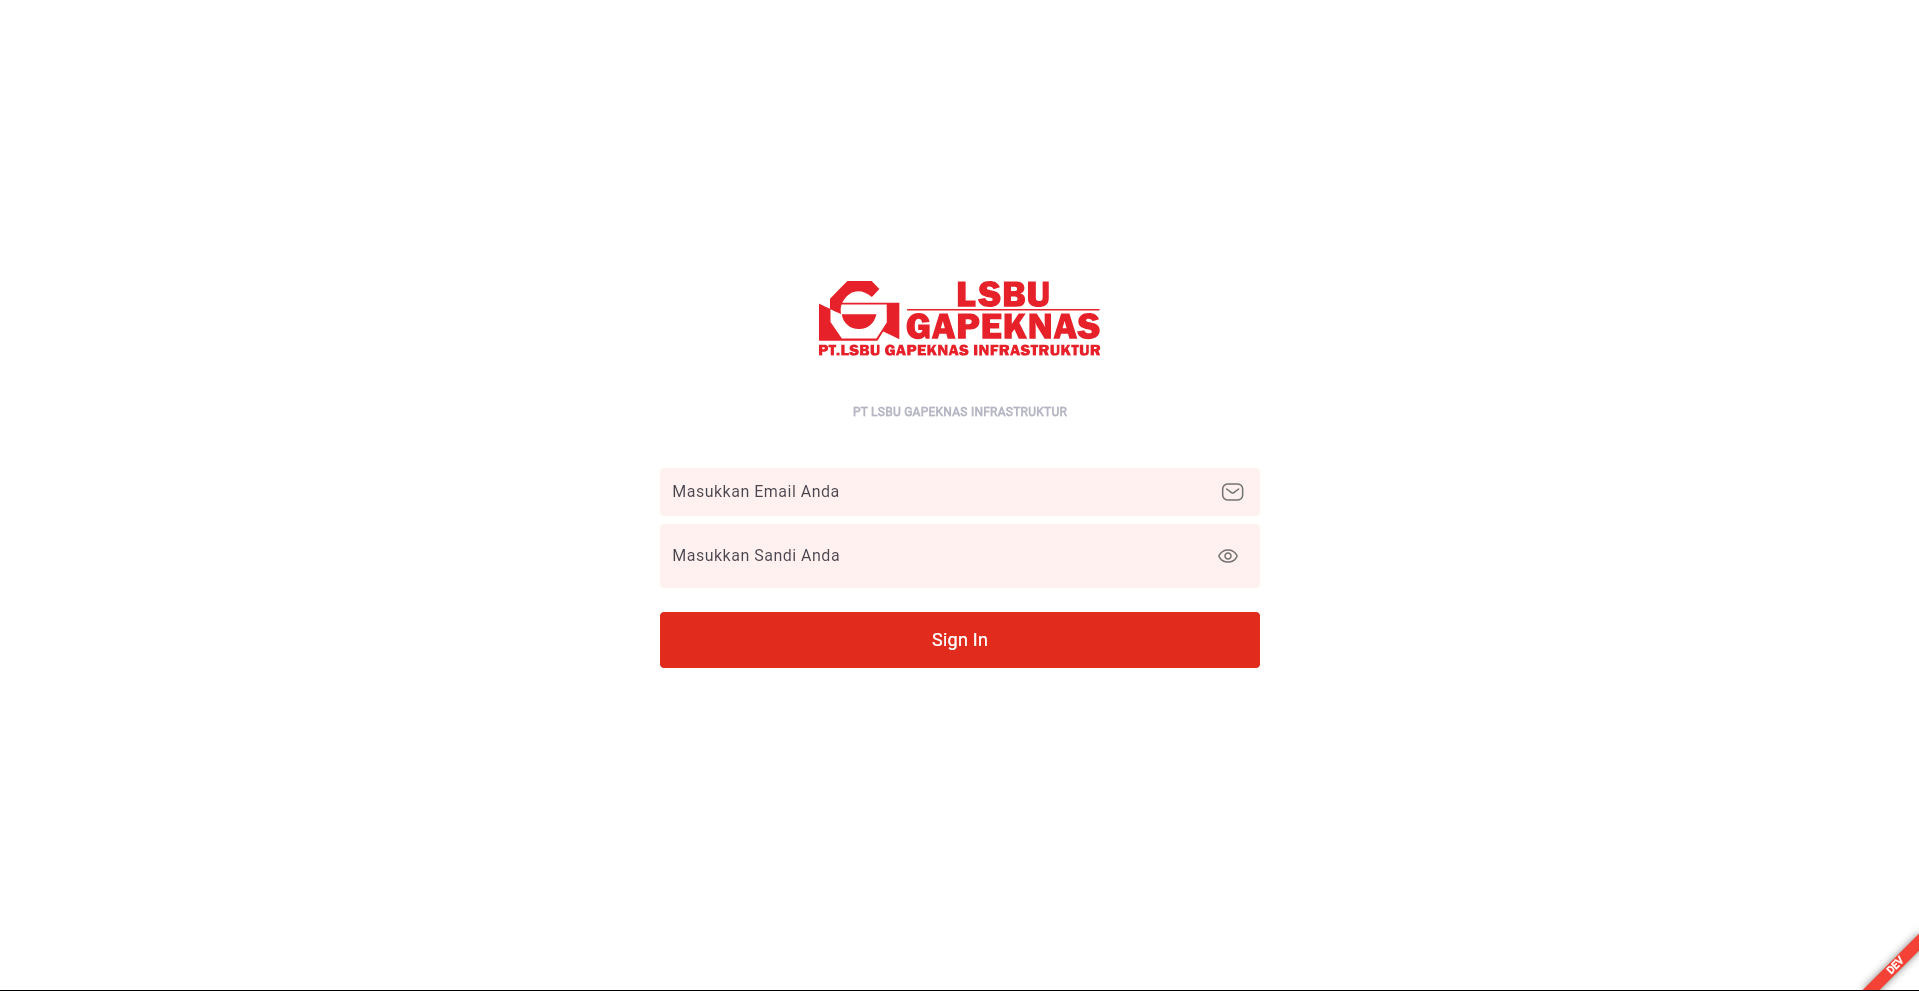 LSBU
GAPEKNAS
PT.LSBU GAPEKNAS INFRASTRUKTUR
PT LSBU GAPEKNAS INFRASTRUKTUR
Masukkan Email Anda
Masukkan Sandi Anda
Sign In
DEV